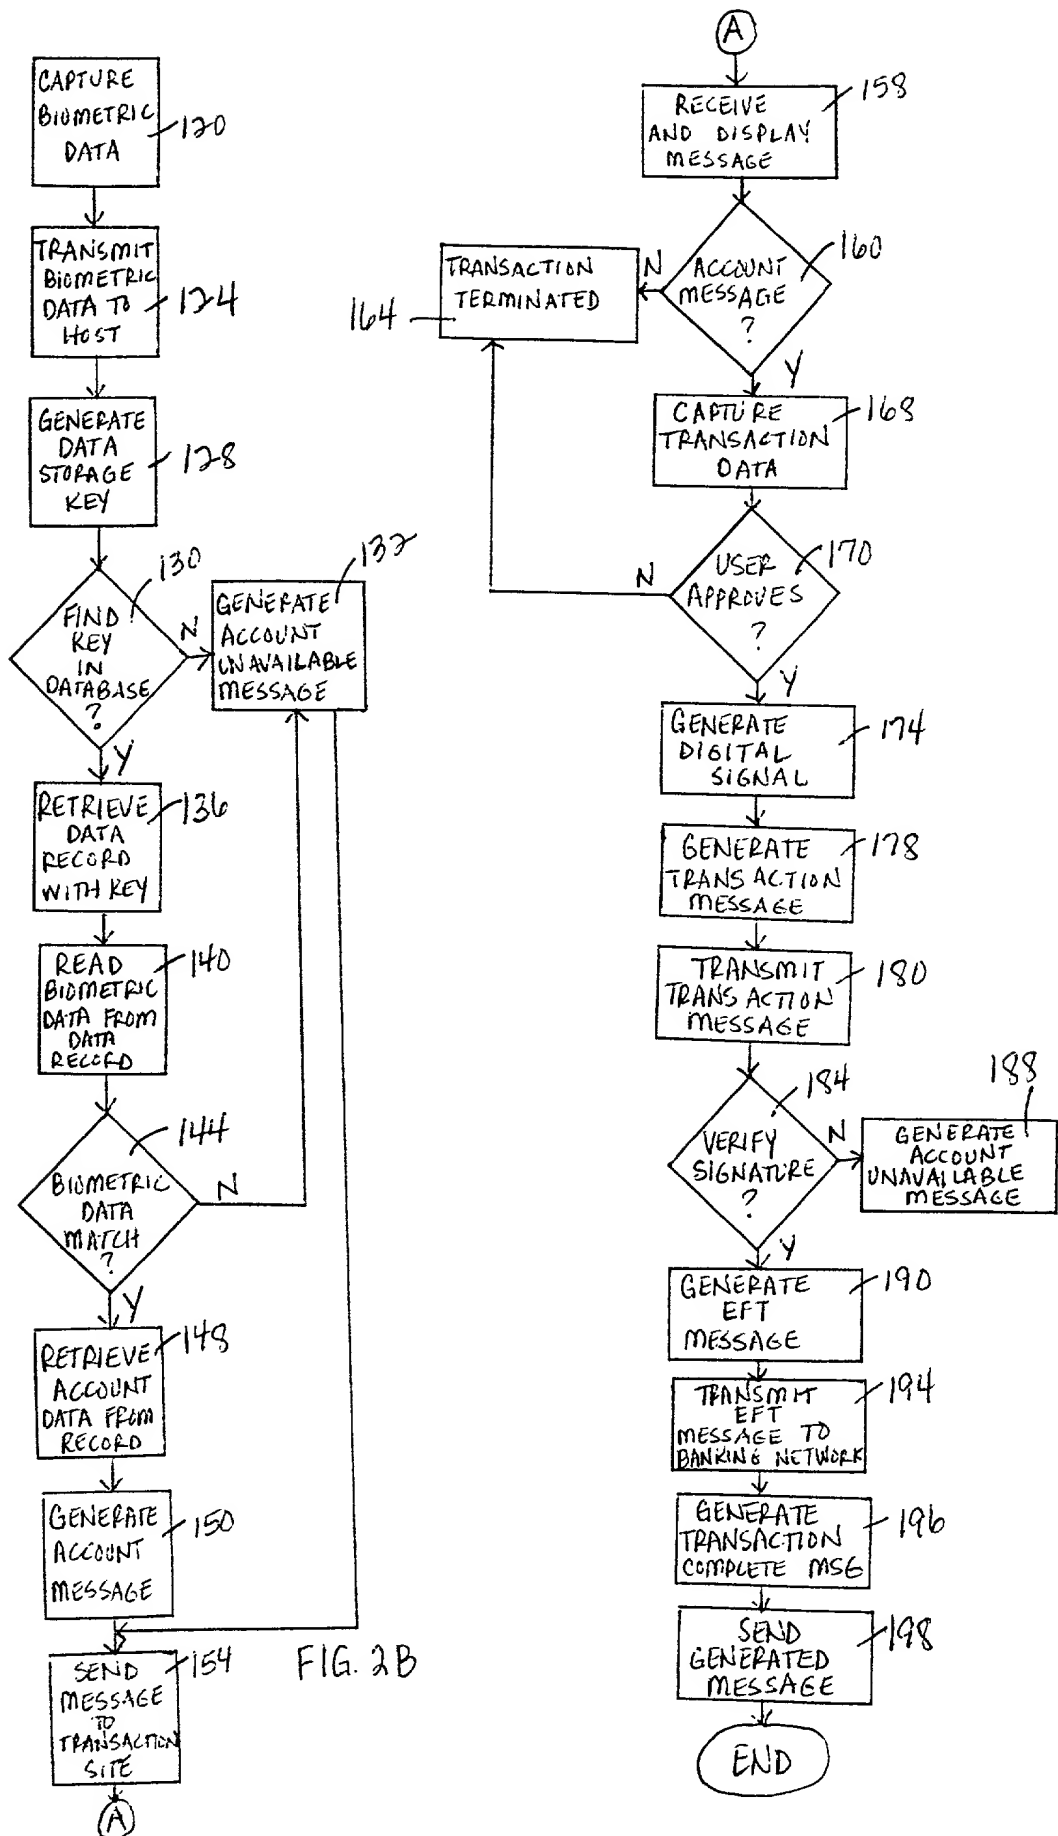 CAPTURE
BIOMETRIC
DATA
120
TRANSMIT
BIOMETRIC
DATA TO
HOST
124
GENERATE
DATA
STORAGE
KEY
128
130
FIND
KEY
IN
DATABASE
?
N
Y
132
GENERATE
ACCOUNT
UNAVAILABLE
MESSAGE
RETRIEVE
DATA
RECORD
WITH KEY
136
READ
BIOMETRIC
DATA FROM
DATA
RECORD
140
144
BIOMETRIC
DATA
MATCH
?
N
Y
RETRIEVE
ACCOUNT
DATA FROM
RECORD
148
GENERATE
ACCOUNT
MESSAGE
150
SEND
MESSAGE
TO
TRANSACTION
SITE
154
A
FIG. 2B
A
RECEIVE
AND DISPLAY
MESSAGE
158
ACCOUNT
MESSAGE
?
160
N
Y
TRANSACTION
TERMINATED
164
CAPTURE
TRANSACTION
DATA
168
USER
APPROVES
?
170
N
Y
GENERATE
DIGITAL
SIGNAL
174
GENERATE
TRANSACTION
MESSAGE
178
TRANSMIT
TRANSACTION
MESSAGE
180
184
VERIFY
SIGNATURE
?
N
Y
188
GENERATE
ACCOUNT
UNAVAILABLE
MESSAGE
GENERATE
EFT
MESSAGE
190
TRANSMIT
EFT
MESSAGE TO
BANKING NETWORK
194
GENERATE
TRANSACTION
COMPLETE MSG
196
SEND
GENERATED
MESSAGE
198
END